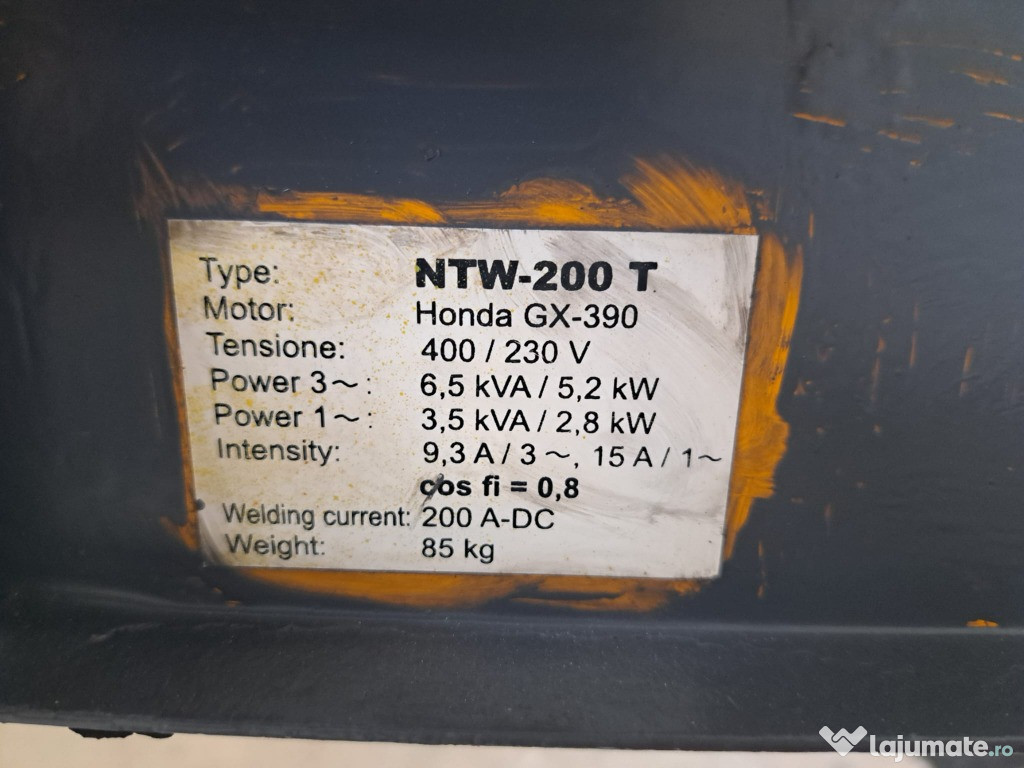 Type: NTW-200 T
Motor: Honda GX-390
Tensione: 400 / 230 V
Power 3~: 6,5 kVA / 5,2 kW
Power 1~: 3,5 kVA / 2,8 kW
Intensity: 9,3 A / 3 ~, 15 A / 1~
cos fi = 0,8
Welding current: 200 A-DC
Weight: 85 kg
lajumate.ro